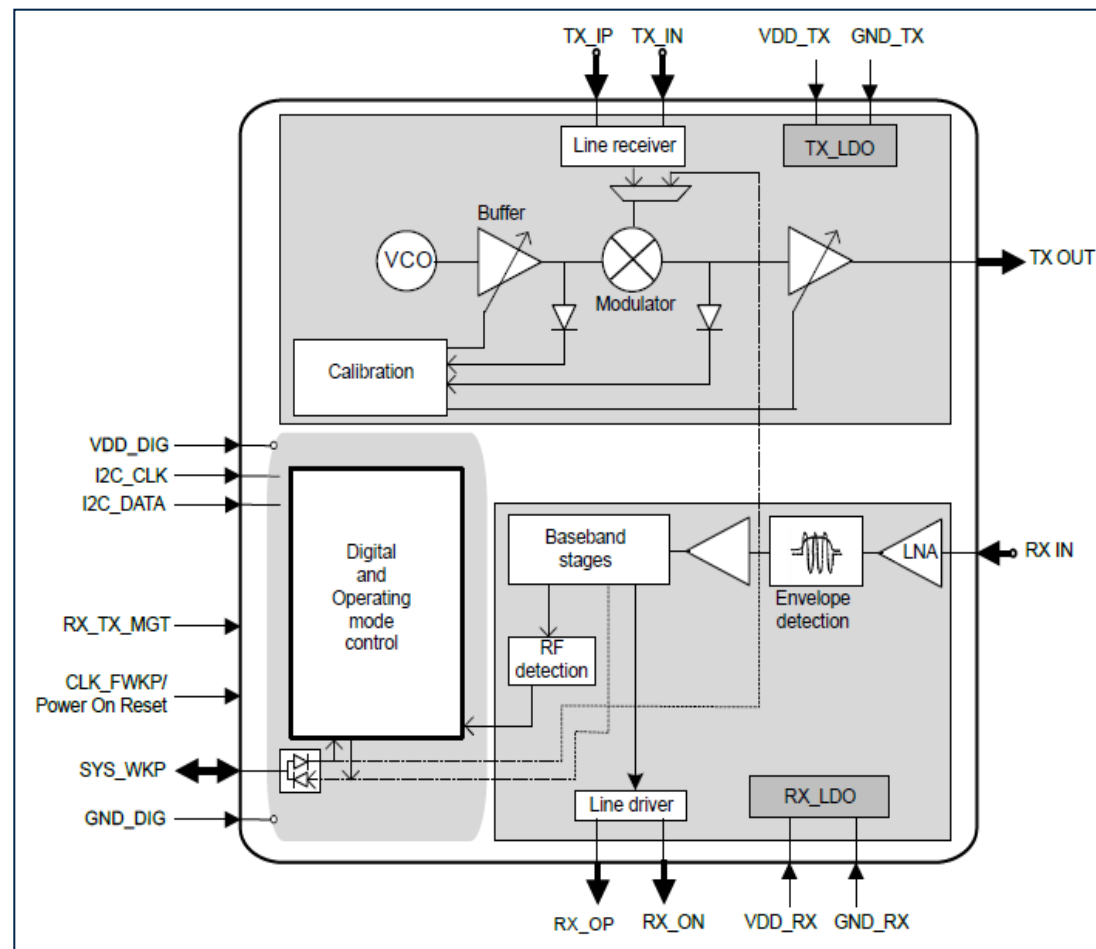 TX_IP TX_IN VDD_TX GND_TX
Line receiver
TX_LDO
Buffer
VCO
Modulator
TX OUT
Calibration
VDD_DIG
I2C_CLK
I2C_DATA
Digital
and
Operating
mode
control
RX_TX_MGT
CLK_FWKP/
Power On Reset
SYS_WKP
GND_DIG
Baseband
stages
LNA
RX IN
Envelope
detection
RF
detection
Line driver
RX_LDO
RX_OP RX_ON VDD_RX GND_RX